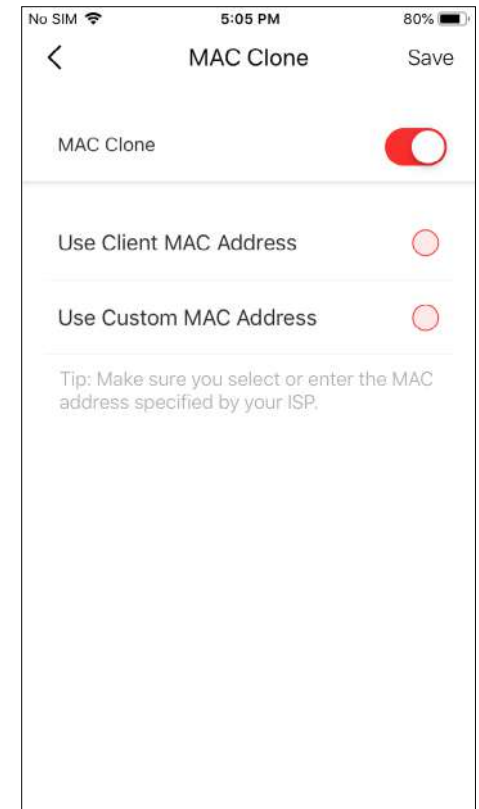 No SIM 5:05 PM 80%
MAC Clone Save
MAC Clone
Use Client MAC Address
Use Custom MAC Address
Tip: Make sure you select or enter the MAC
address specified by your ISP.